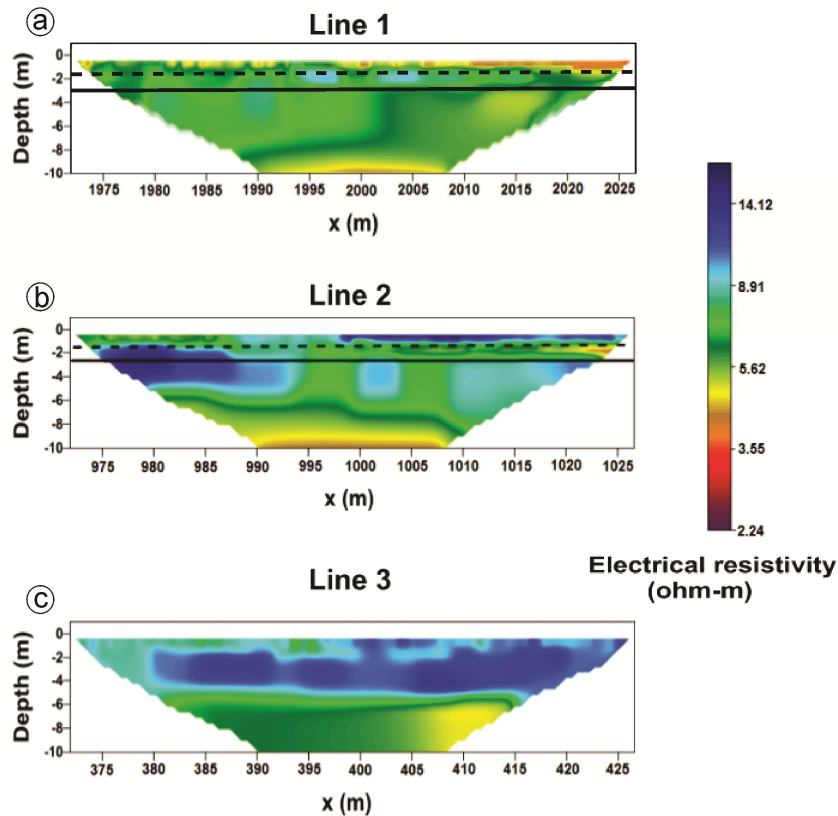 a
Line 1
0
-2
-4
-6
-8
-10
Depth (m)
1975 1980 1985 1990 1995 2000 2005 2010 2015 2020 2025
x (m)
b
Line 2
0
-2
-4
-6
-8
-10
Depth (m)
975 980 985 990 995 1000 1005 1010 1015 1020 1025
x (m)
14.12
8.91
5.62
3.55
2.24
Electrical resistivity
(ohm-m)
c
Line 3
0
-2
-4
-6
-8
-10
Depth (m)
375 380 385 390 395 400 405 410 415 420 425
x (m)